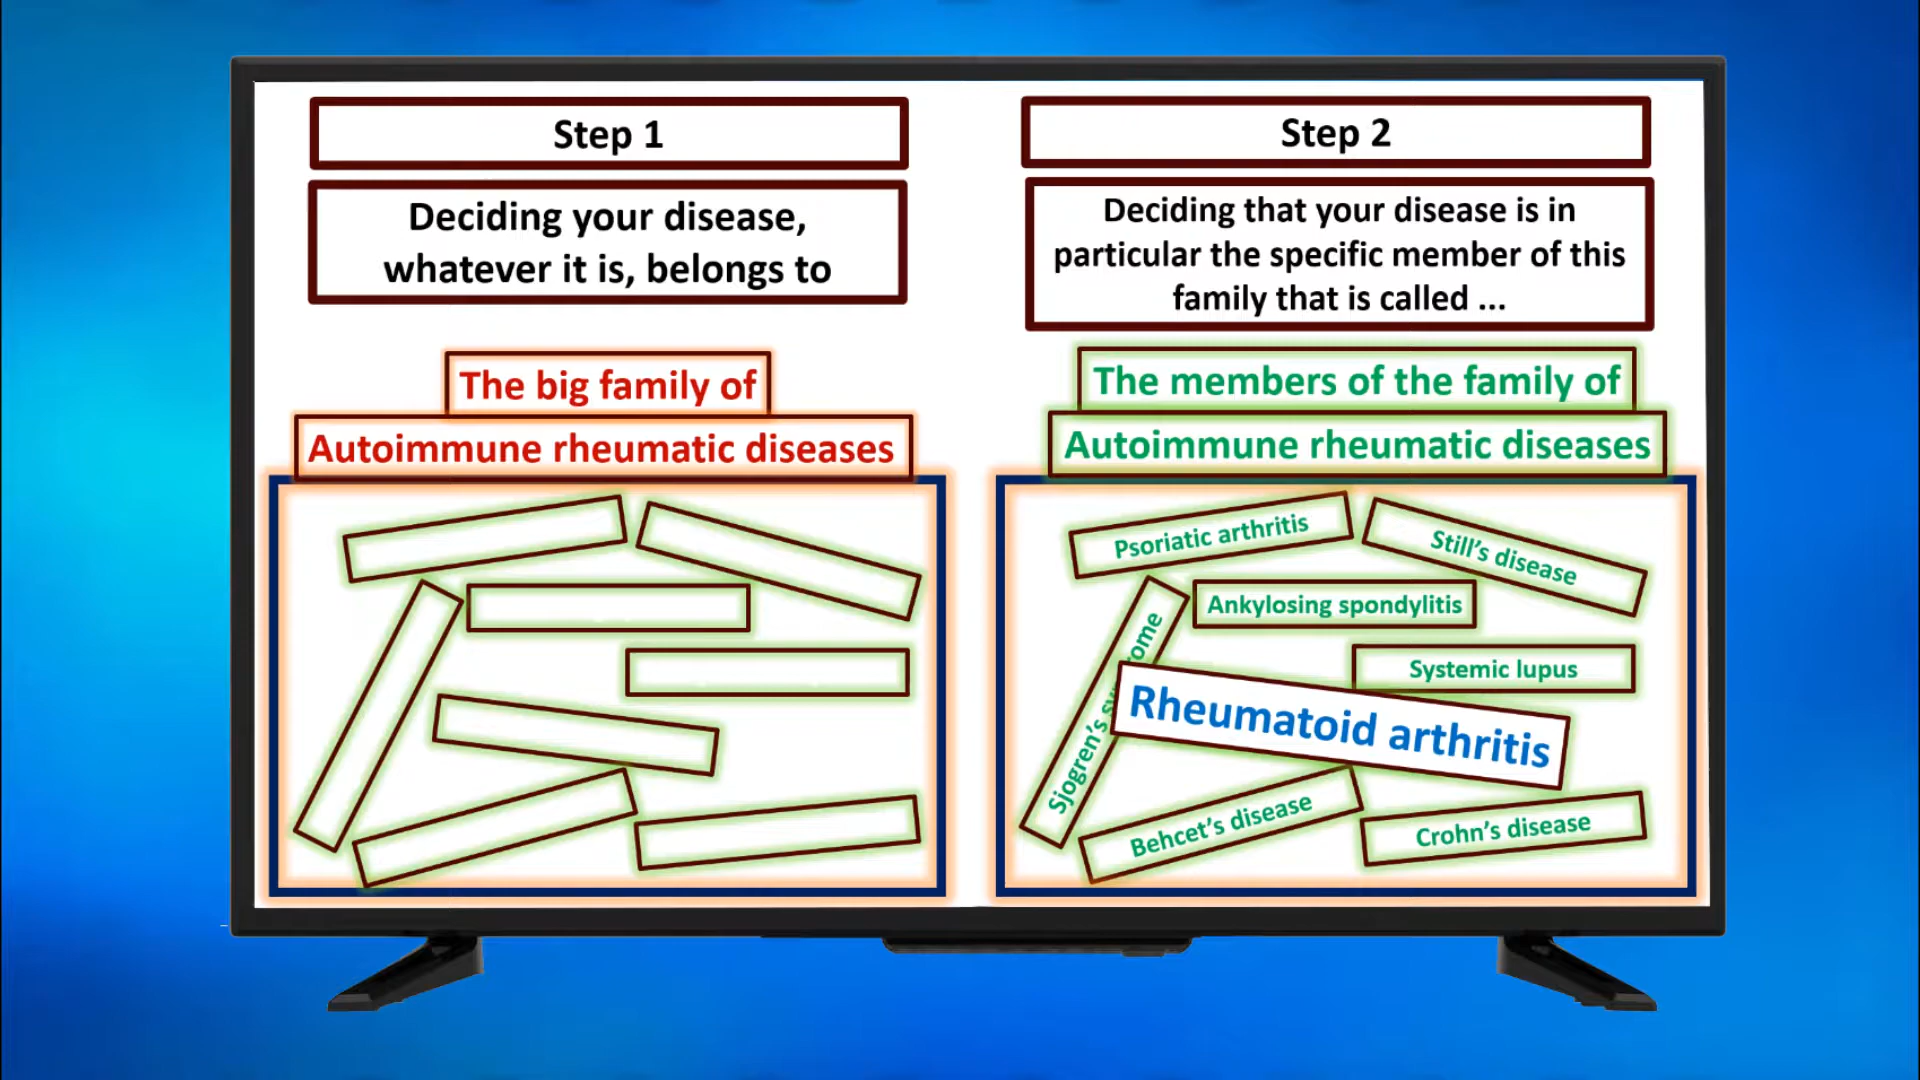 Step 1
Deciding your disease,
whatever it is, belongs to
The big family of
Autoimmune rheumatic diseases
Step 2
Deciding that your disease is in
particular the specific member of this
family that is called ...
The members of the family of
Autoimmune rheumatic diseases
Psoriatic arthritis
Still's disease
Ankylosing spondylitis
Systemic lupus
Sjogren's
Rheumatoid arthritis
Behcet's disease
Crohn's disease